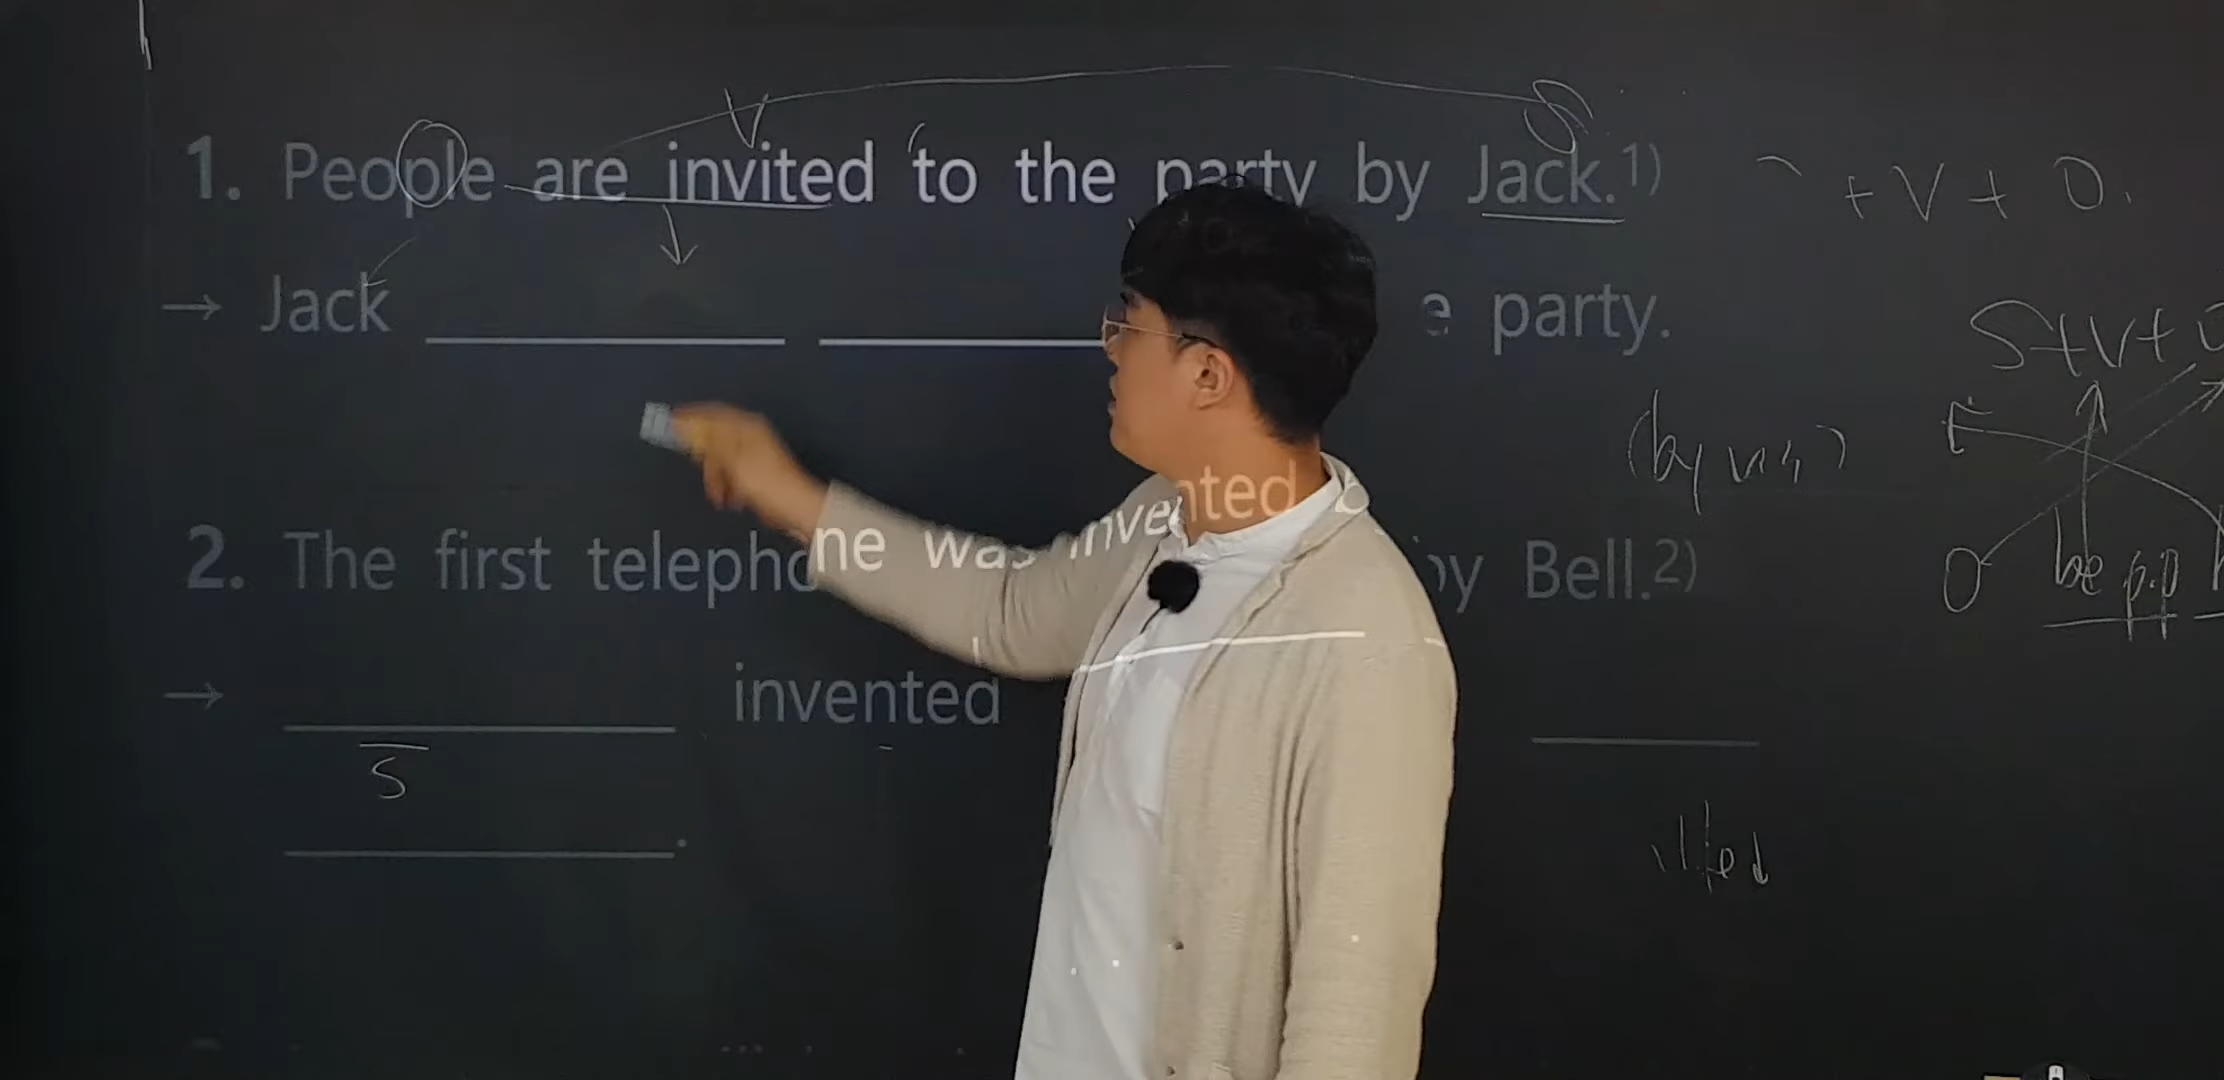 V S
1. People are invited to the party by Jack.1) + V + O.
→ Jack e party.
S+V+O
(by
2. The first telephone was invented by Bell.2)
O be p.p
→ invented
S
.